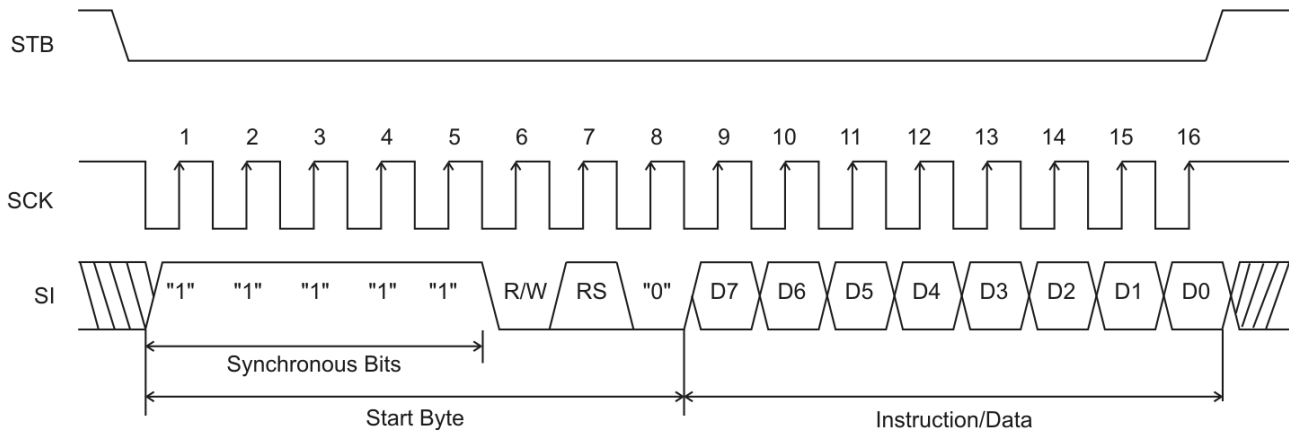 STB
1 2 3 4 5 6 7 8 9 10 11 12 13 14 15 16
SCK
SI "1" "1" "1" "1" "1" R/W RS "0" D7 D6 D5 D4 D3 D2 D1 D0
Synchronous Bits
Start Byte Instruction/Data